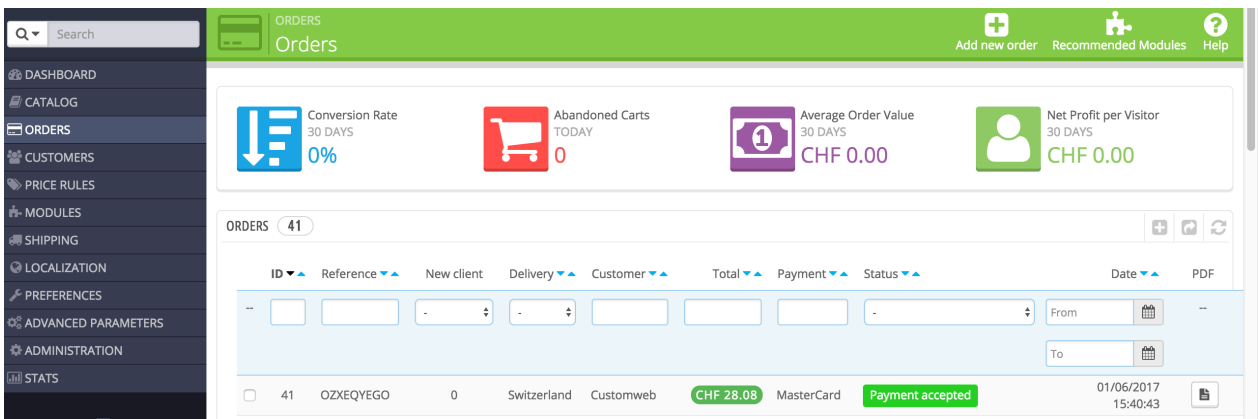 Search
DASHBOARD
CATALOG
ORDERS
CUSTOMERS
PRICE RULES
MODULES
SHIPPING
LOCALIZATION
PREFERENCES
ADVANCED PARAMETERS
ADMINISTRATION
STATS
ORDERS
Orders
Add new order Recommended Modules Help
Conversion Rate
30 DAYS
0%
Abandoned Carts
TODAY
0
1
Average Order Value
30 DAYS
CHF 0.00
Net Profit per Visitor
30 DAYS
CHF 0.00
ORDERS 41
ID Reference New client Delivery Customer Total Payment Status Date PDF
-- - - - From --
To
41 OZXEQYEGO 0 Switzerland Customweb CHF 28.08 MasterCard Payment accepted 01/06/2017
15:40:43